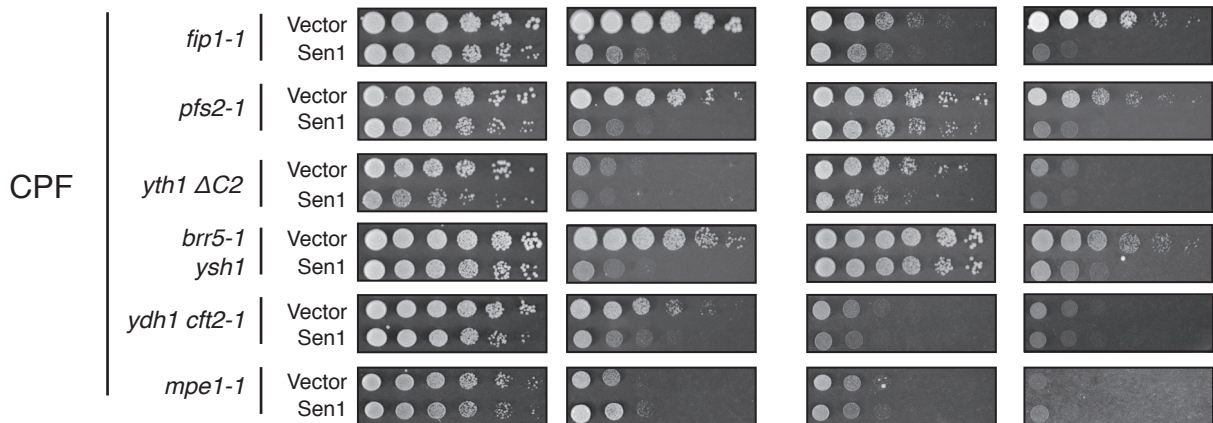 CPF
fip1-1
Vector
Sen1
pfs2-1
Vector
Sen1
yth1 ΔC2
Vector
Sen1
brr5-1
ysh1
Vector
Sen1
ydh1 cft2-1
Vector
Sen1
mpe1-1
Vector
Sen1